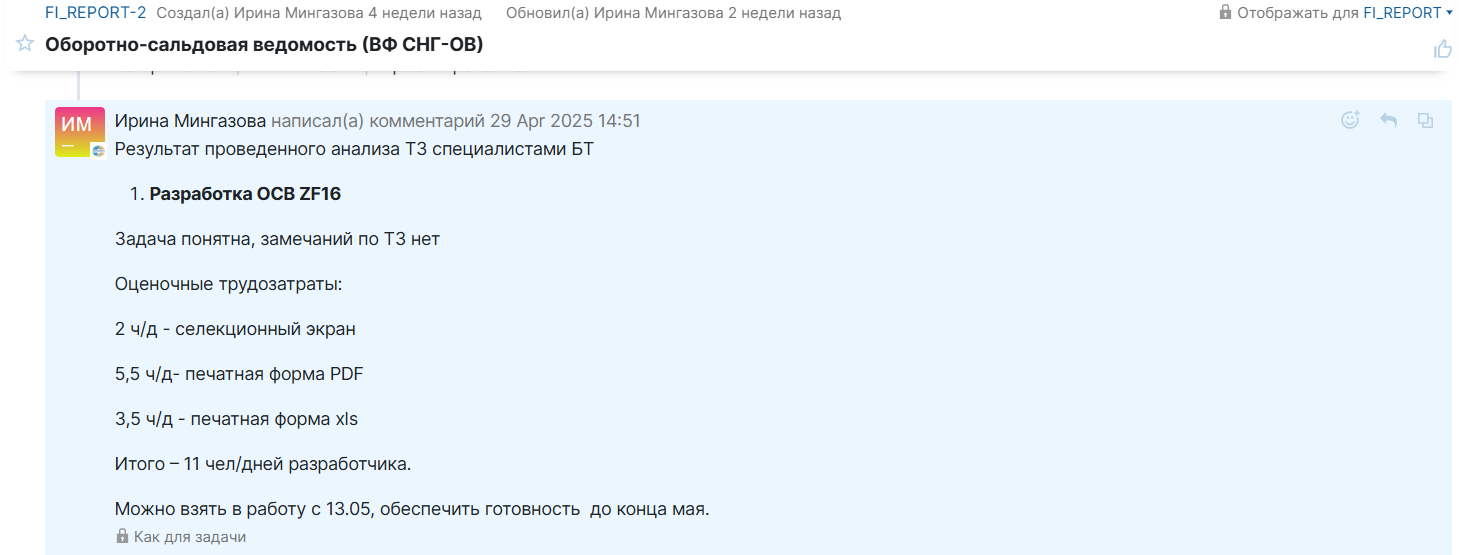 FI_REPORT-2 Создал(а) Ирина Мингазова 4 недели назад Обновил(а) Ирина Мингазова 2 недели назад Отображать для FI_REPORT
Оборотно-сальдовая ведомость (ВФ СНГ-ОВ)
ИМ
Ирина Мингазова написал(а) комментарий 29 Apr 2025 14:51
Результат проведенного анализа ТЗ специалистами БТ
1. Разработка ОСВ ZF16
Задача понятна, замечаний по ТЗ нет
Оценочные трудозатраты:
2 ч/д - селекционный экран
5,5 ч/д- печатная форма PDF
3,5 ч/д - печатная форма xls
Итого – 11 чел/дней разработчика.
Можно взять в работу с 13.05, обеспечить готовность  до конца мая.
Как для задачи